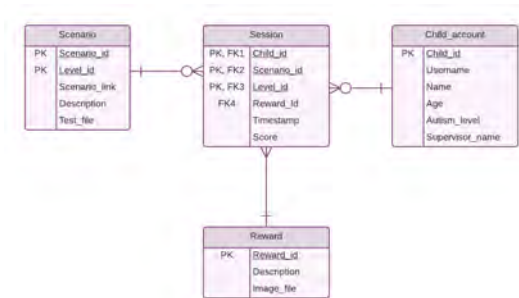 Scenario
PK Scenario_id
PK Level_id
Scenario_link
Description
Test_file
Session
PK, FK1 Child_id
PK, FK2 Scenario_id
PK, FK3 Level_id
FK4 Reward_Id
Timestamp
Score
Child_account
PK Child_id
Username
Name
Age
Autism_level
Supervisor_name
Reward
PK Reward_id
Description
Image_file